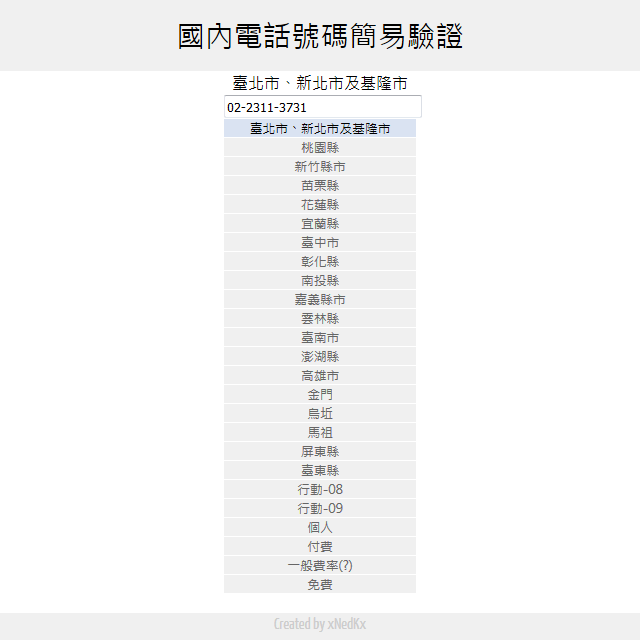 國內電話號碼簡易驗證
臺北市、新北市及基隆市
02-2311-3731
臺北市、新北市及基隆市
桃園縣
新竹縣市
苗栗縣
花蓮縣
宜蘭縣
臺中市
彰化縣
南投縣
嘉義縣市
雲林縣
臺南市
澎湖縣
高雄市
金門
烏坵
馬祖
屏東縣
臺東縣
行動-08
行動-09
個人
付費
一般費率(?)
免費
Created by xNedKx